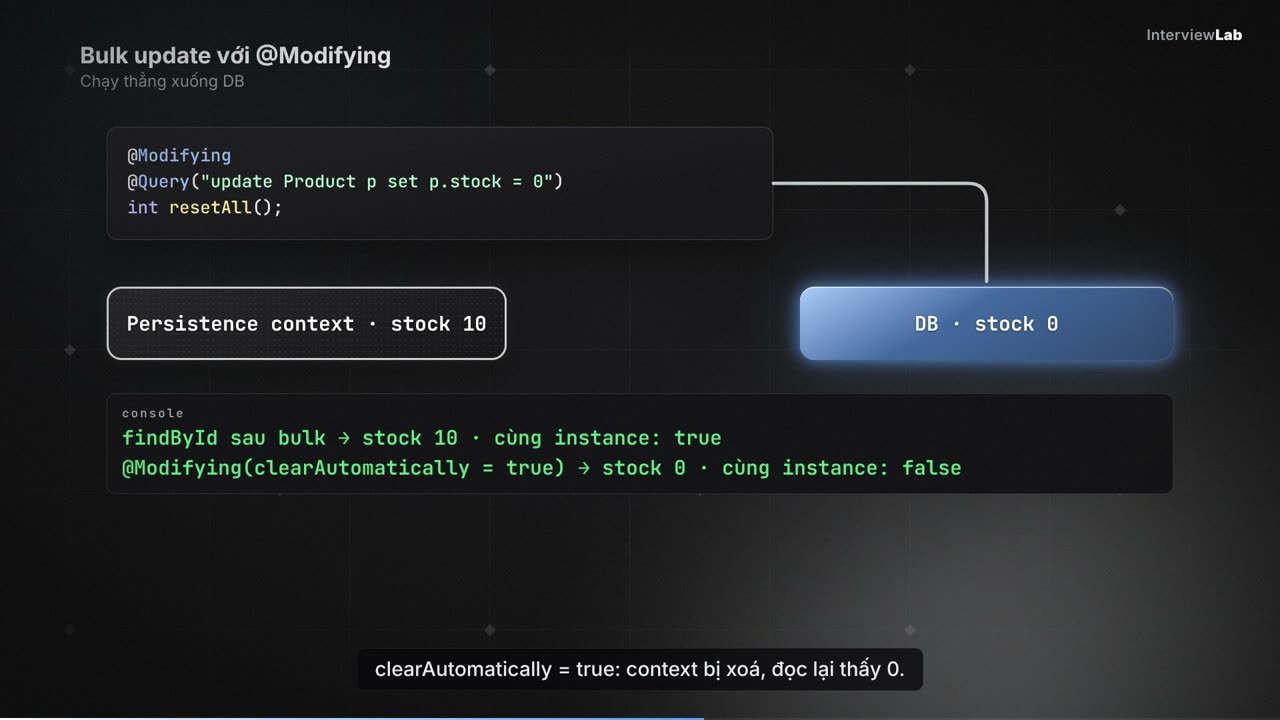 Bulk update với @Modifying
InterviewLab
Chạy thẳng xuống DB
@Modifying
@Query("update Product p set p.stock = 0")
int resetAll();
Persistence context · stock 10
DB · stock 0
console
findById sau bulk → stock 10 · cùng instance: true
@Modifying(clearAutomatically = true) → stock 0 · cùng instance: false
clearAutomatically = true: context bị xoá, đọc lại thấy 0.